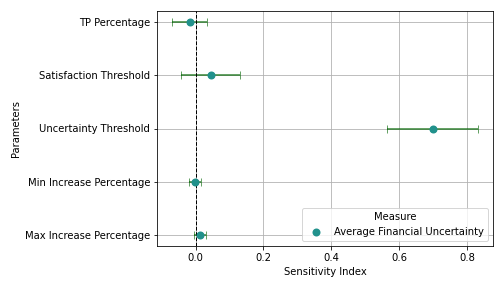 TP Percentage
Satisfaction Threshold
Uncertainty Threshold
Min Increase Percentage
Max Increase Percentage
Parameters
0.0 0.2 0.4 0.6 0.8
Sensitivity Index
Measure
Average Financial Uncertainty